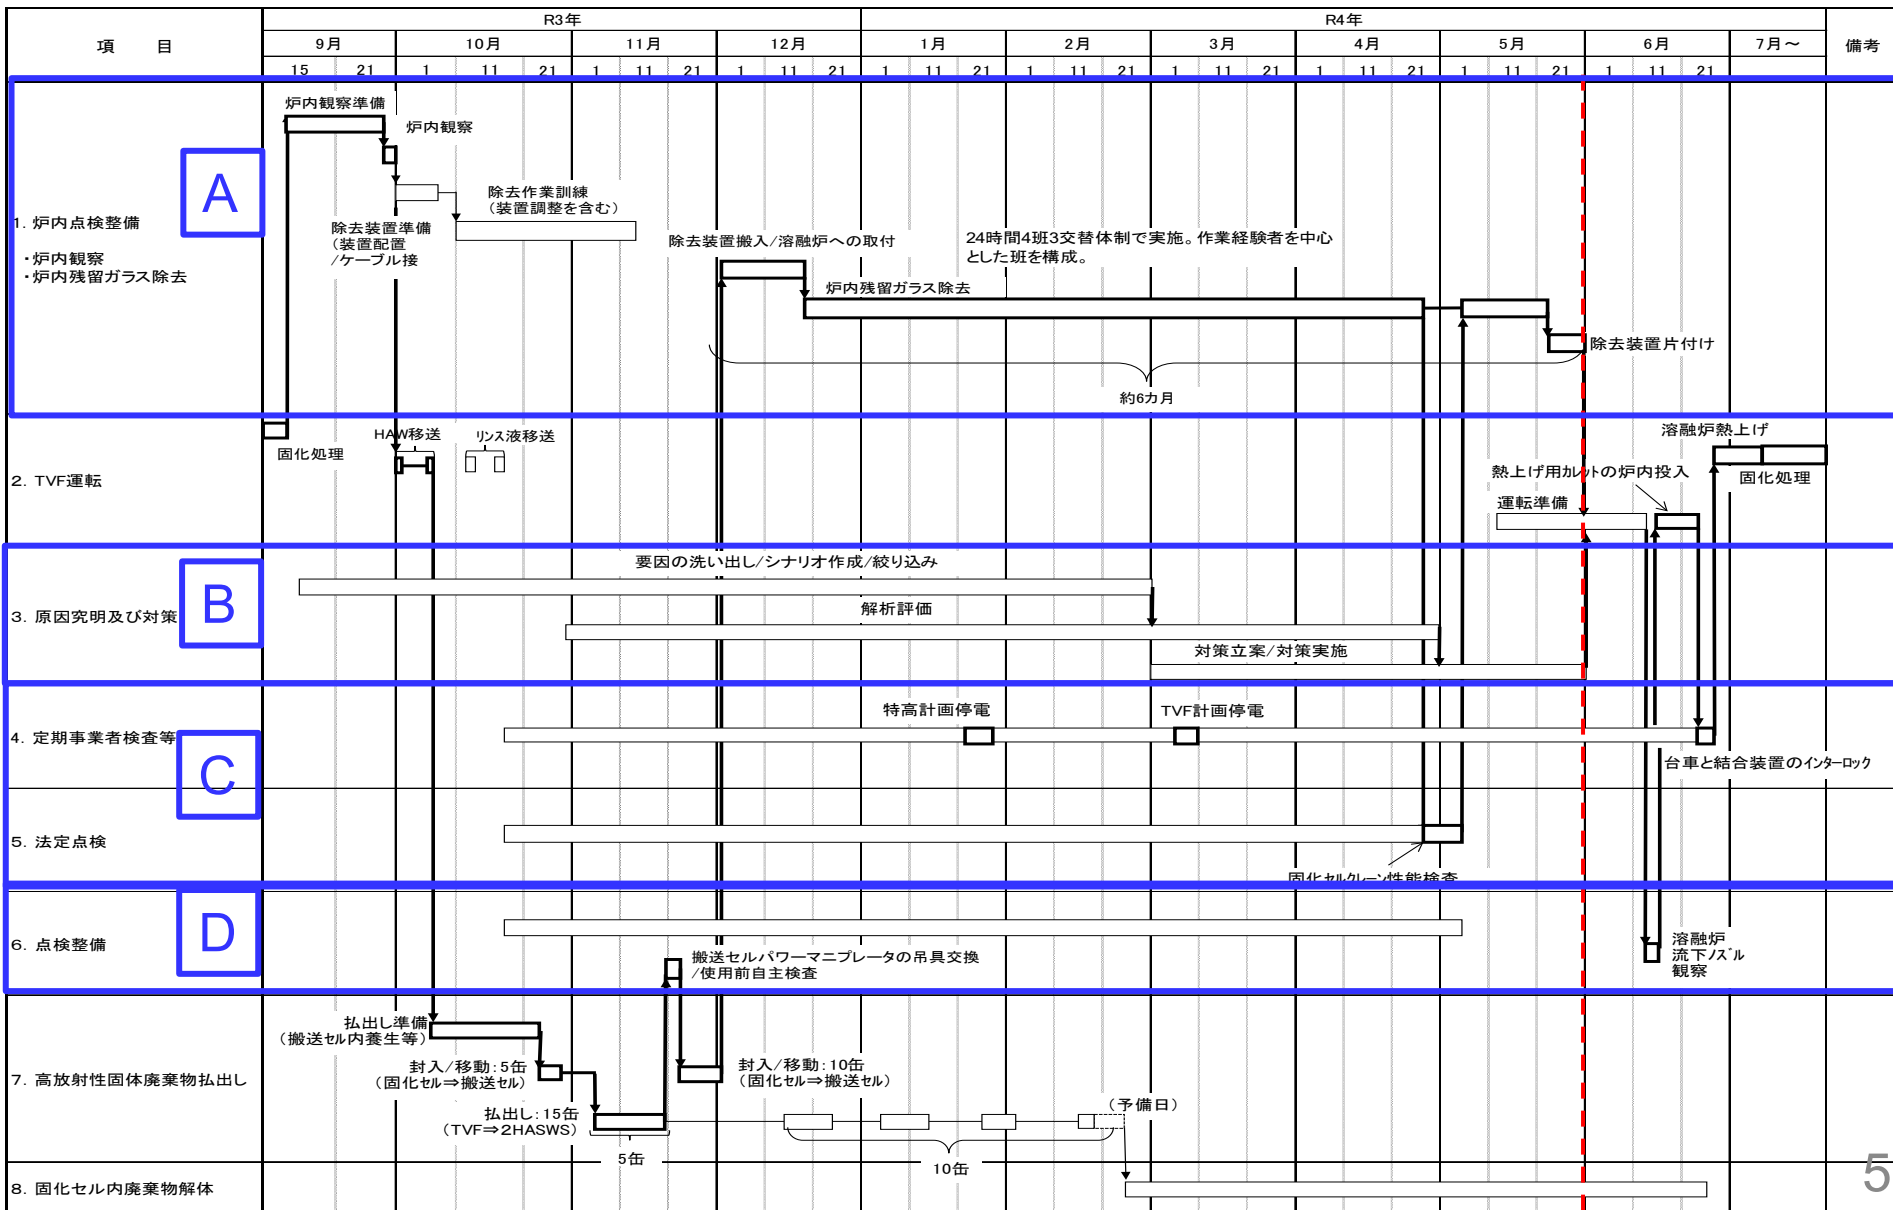 項　目
R3年
R4年
備考
9月
10月
11月
12月
1月
2月
3月
4月
5月
6月
7月～
15 21 1 11 21 1 11 21 1 11 21 1 11 21 1 11 21 1 11 21 1 11 21 1 11 21 1 11 21
A
1. 炉内点検整備
・炉内観察
・炉内残留ガラス除去
炉内観察準備
炉内観察
除去作業訓練
（装置調整を含む）
除去装置準備
（装置配置
/ケーブル接
除去装置搬入/溶融炉への取付
24時間4班3交替体制で実施。作業経験者を中心
とした班を構成。
炉内残留ガラス除去
除去装置片付け
約6カ月
2. TVF運転
固化処理
HAW移送
リンス液移送
溶融炉熱上げ
熱上げ用カレットの炉内投入
固化処理
運転準備
B
3. 原因究明及び対策
要因の洗い出し/シナリオ作成/絞り込み
解析評価
対策立案/対策実施
C
4. 定期事業者検査等
特高計画停電
TVF計画停電
台車と結合装置のインターロック
5. 法定点検
固化セルクレーン性能検査
D
6. 点検整備
搬送セルパワーマニプレータの吊具交換
/使用前自主検査
溶融炉
流下ノズル
観察
7. 高放射性固体廃棄物払出し
払出し準備
（搬送セル内養生等）
封入/移動：5缶
（固化セル⇒搬送セル）
封入/移動：10缶
（固化セル⇒搬送セル）
払出し：15缶
（TVF⇒2HASWS）
（予備日）
5缶
10缶
8. 固化セル内廃棄物解体
5